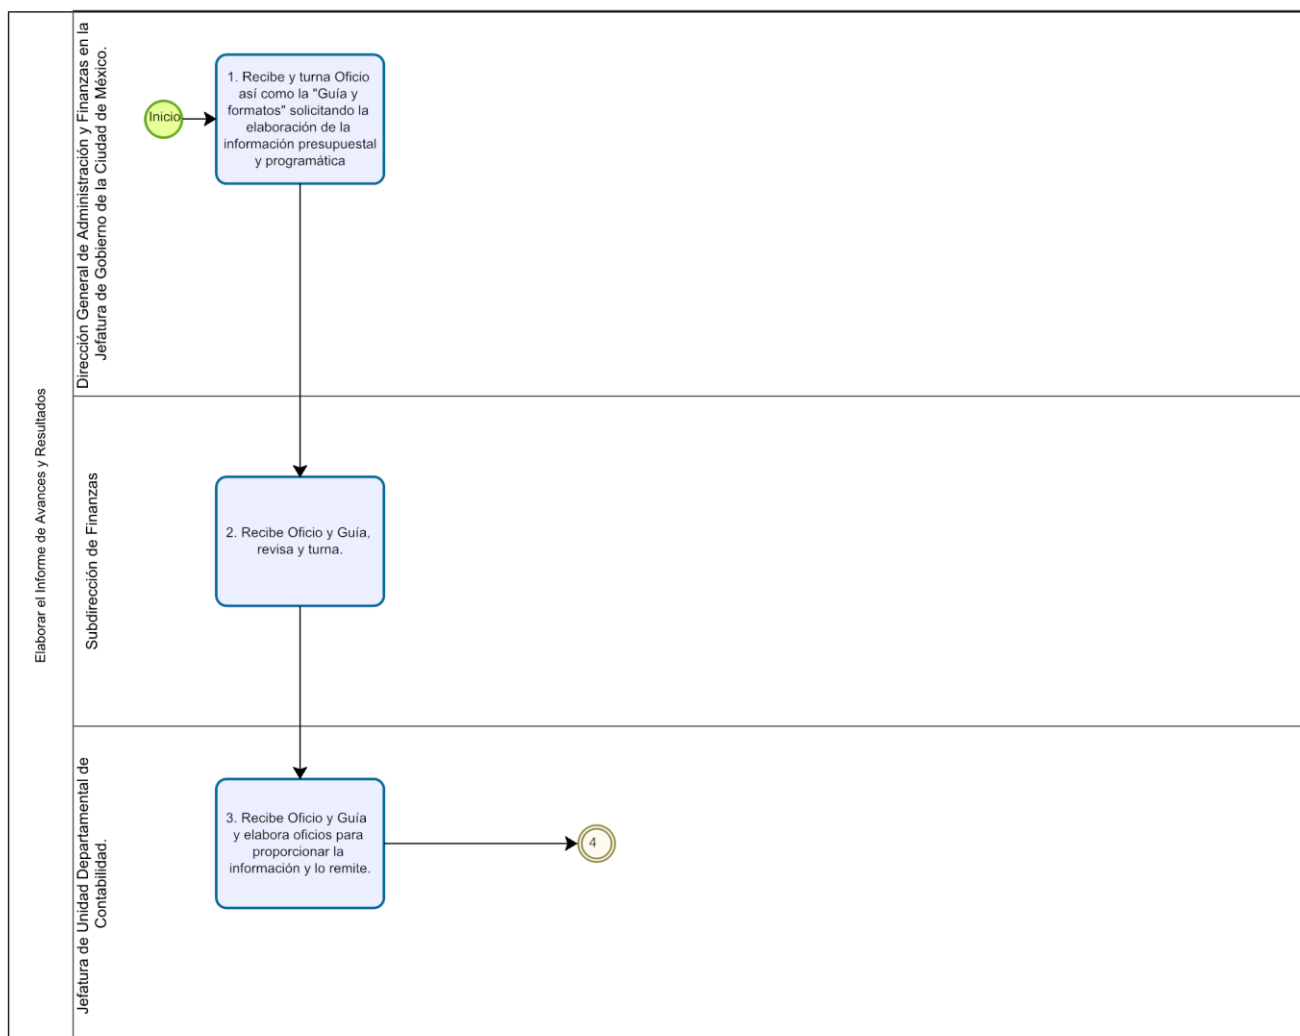 Elaborar el Informe de Avances y Resultados
Dirección General de Administración y Finanzas en la
Jefatura de Gobierno de la Ciudad de México.
Inicio
1. Recibe y turna Oficio
así como la "Guía y
formatos" solicitando la
elaboración de la
información presupuestal
y programática
Subdirección de Finanzas
2. Recibe Oficio y Guía,
revisa y turna.
Jefatura de Unidad Departamental de
Contabilidad.
3. Recibe Oficio y Guía
y elabora oficios para
proporcionar la
información y lo remite.
4